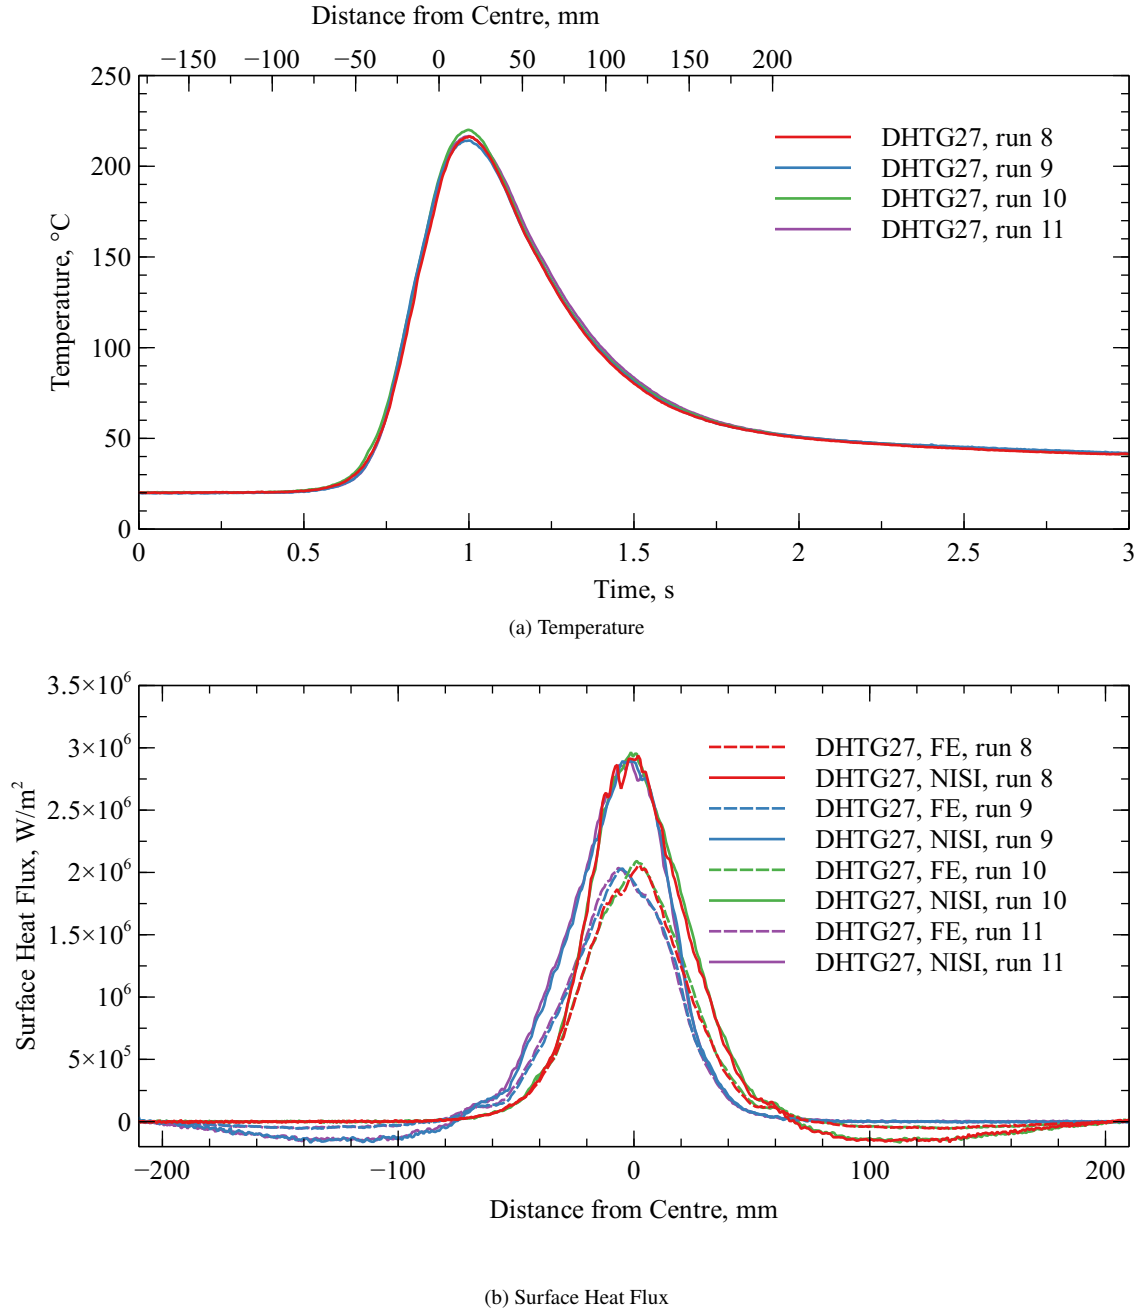 Distance from Centre, mm
−150 −100 −50 0 50 100 150 200
250
200
150
100
50
0
Temperature, °C
DHTG27, run 8
DHTG27, run 9
DHTG27, run 10
DHTG27, run 11
0 0.5 1 1.5 2 2.5 3
Time, s
(a) Temperature
3.5×10⁶
3×10⁶
2.5×10⁶
2×10⁶
1.5×10⁶
10⁶
5×10⁵
0
Surface Heat Flux, W/m²
DHTG27, FE, run 8
DHTG27, NISI, run 8
DHTG27, FE, run 9
DHTG27, NISI, run 9
DHTG27, FE, run 10
DHTG27, NISI, run 10
DHTG27, FE, run 11
DHTG27, NISI, run 11
−200 −100 0 100 200
Distance from Centre, mm
(b) Surface Heat Flux